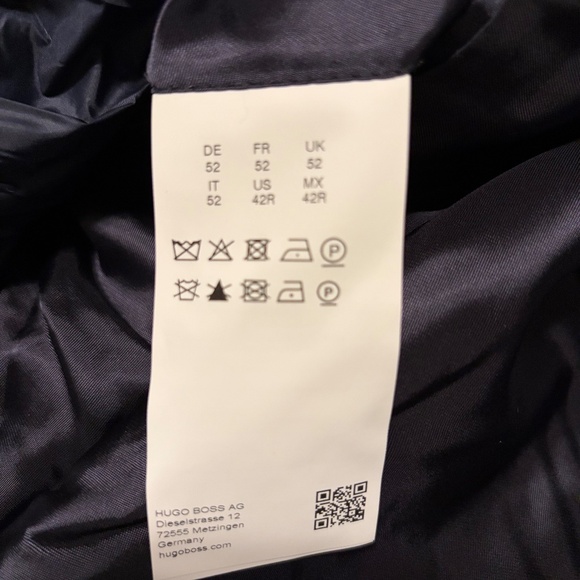 DE FR UK
52 52 52
IT US MX
52 42R 42R
P
P
HUGO BOSS AG
Dieselstrasse 12
72555 Metzingen
Germany
hugoboss.com